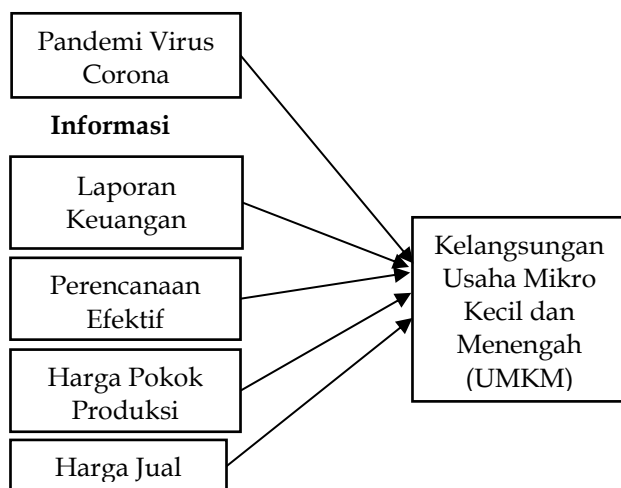 Pandemi Virus
Corona
Informasi
Laporan
Keuangan
Perencanaan
Efektif
Harga Pokok
Produksi
Harga Jual
Kelangsungan
Usaha Mikro
Kecil dan
Menengah
(UMKM)